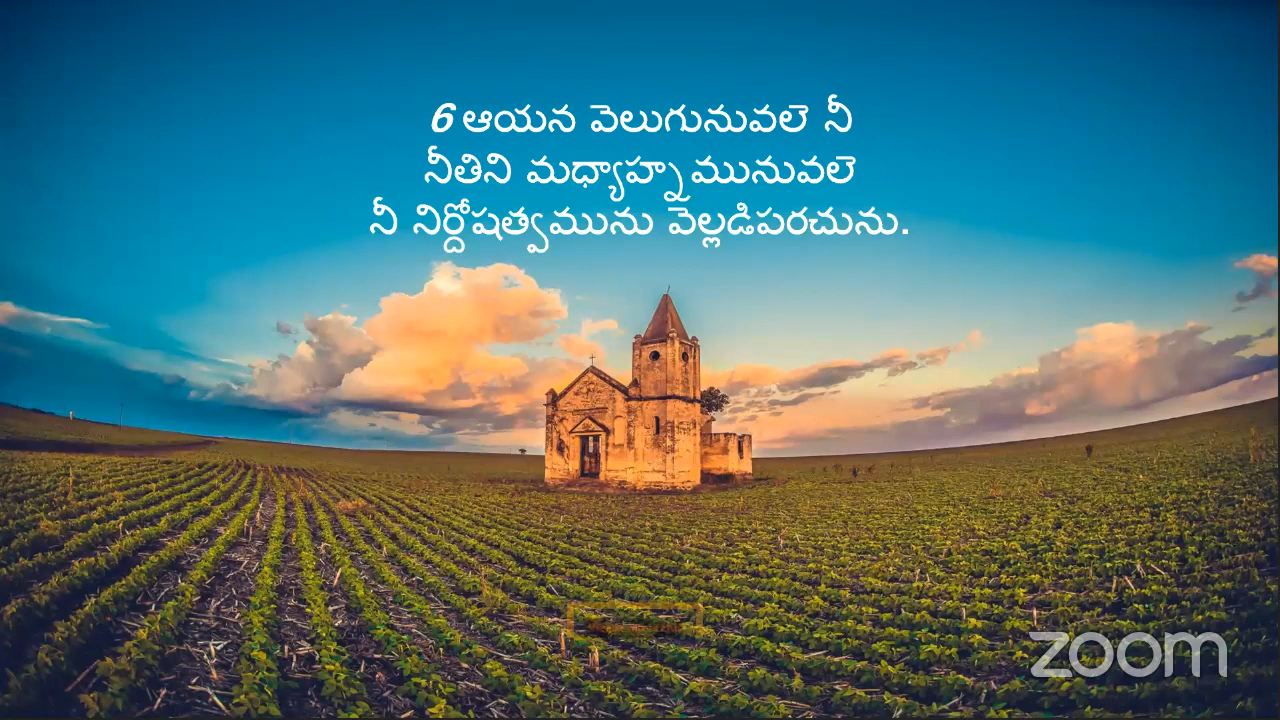 6 ఆయన వెలుగునువలె నీ
నీతిని మధ్యాహ్నమునువలె
నీ నిర్దోషత్వమును వెల్లడిపరచును.
zoom